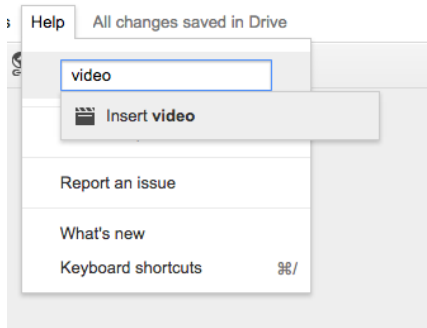 s Help All changes saved in Drive
video
Insert video
Report an issue
What's new
Keyboard shortcuts ⌘/